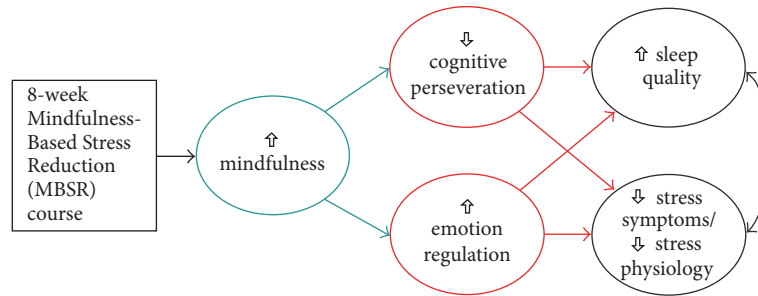 8-week
Mindfulness-
Based Stress
Reduction
(MBSR)
course
⇧
mindfulness
⇩
cognitive
perseveration
⇧
emotion
regulation
⇧ sleep
quality
⇩ stress
symptoms/
⇩ stress
physiology